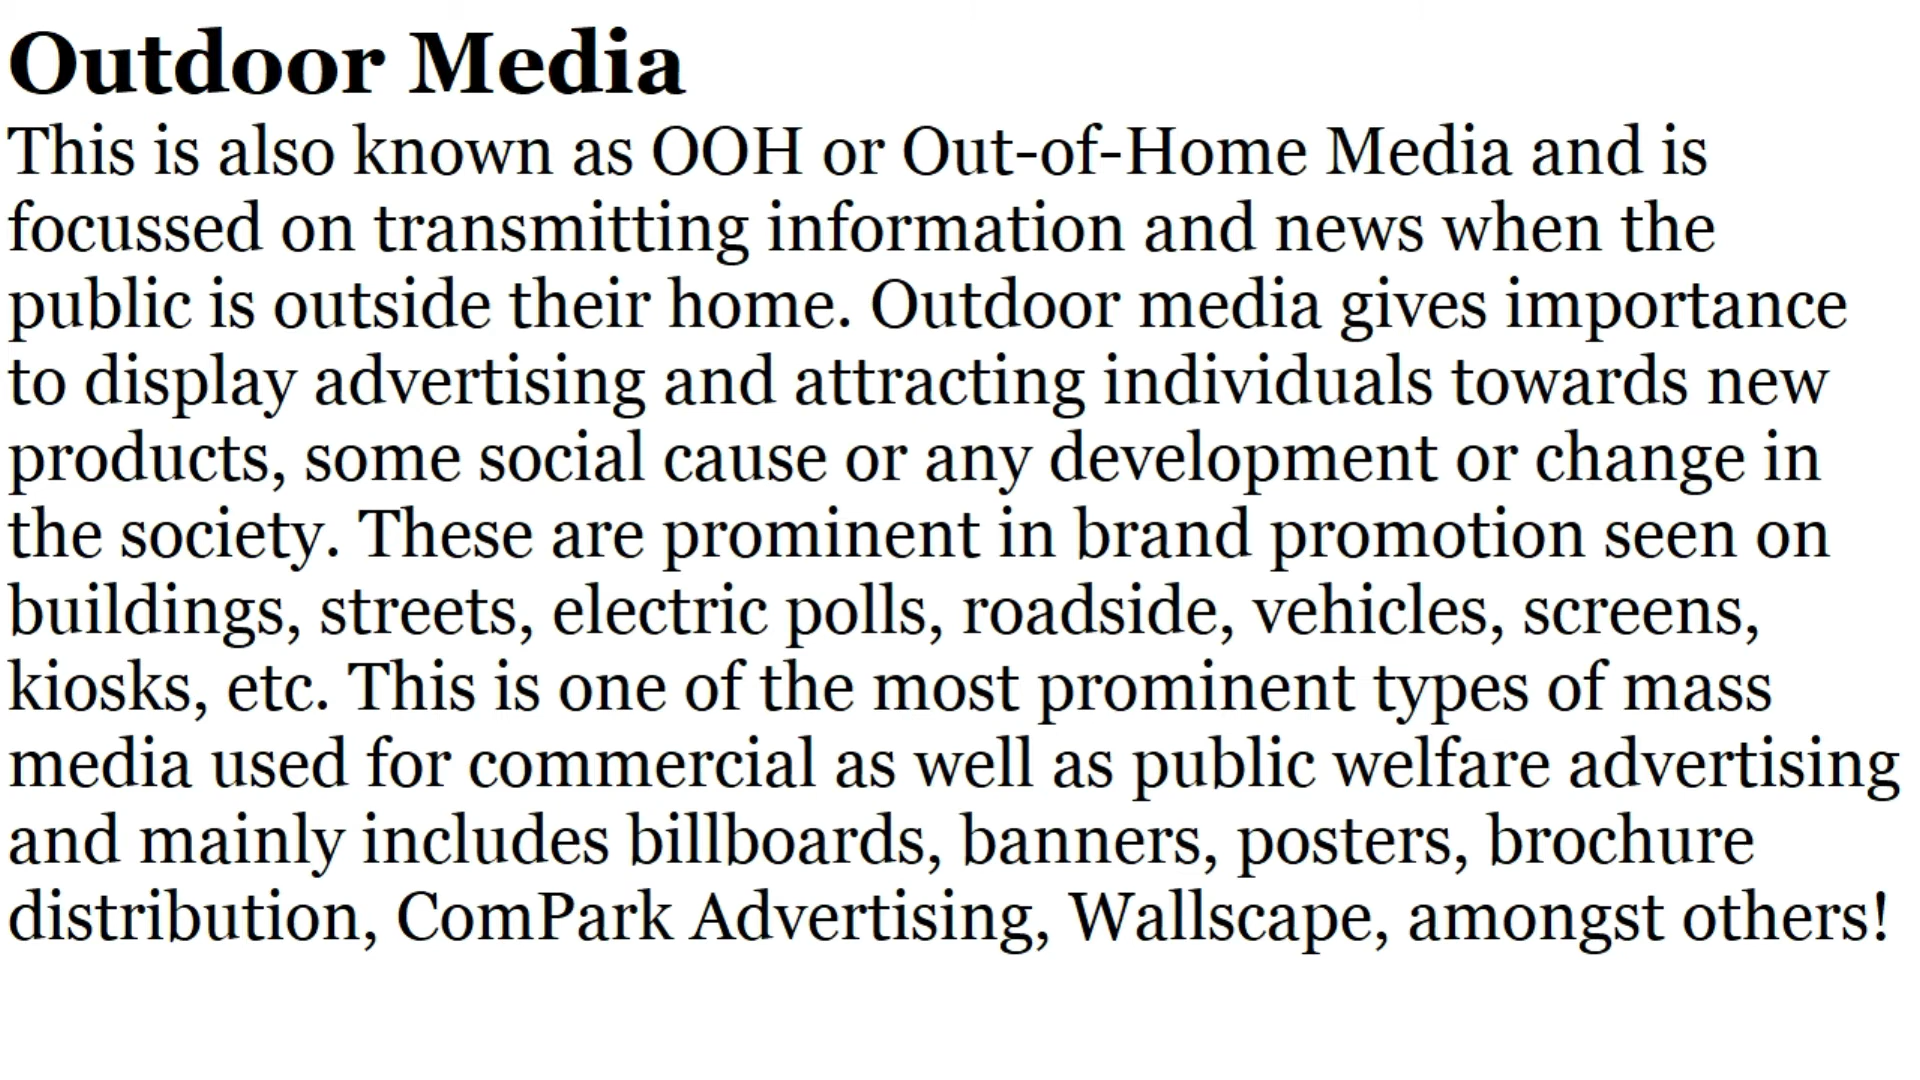 Outdoor Media
This is also known as OOH or Out-of-Home Media and is
focussed on transmitting information and news when the
public is outside their home. Outdoor media gives importance
to display advertising and attracting individuals towards new
products, some social cause or any development or change in
the society. These are prominent in brand promotion seen on
buildings, streets, electric polls, roadside, vehicles, screens,
kiosks, etc. This is one of the most prominent types of mass
media used for commercial as well as public welfare advertising
and mainly includes billboards, banners, posters, brochure
distribution, ComPark Advertising, Wallscape, amongst others!